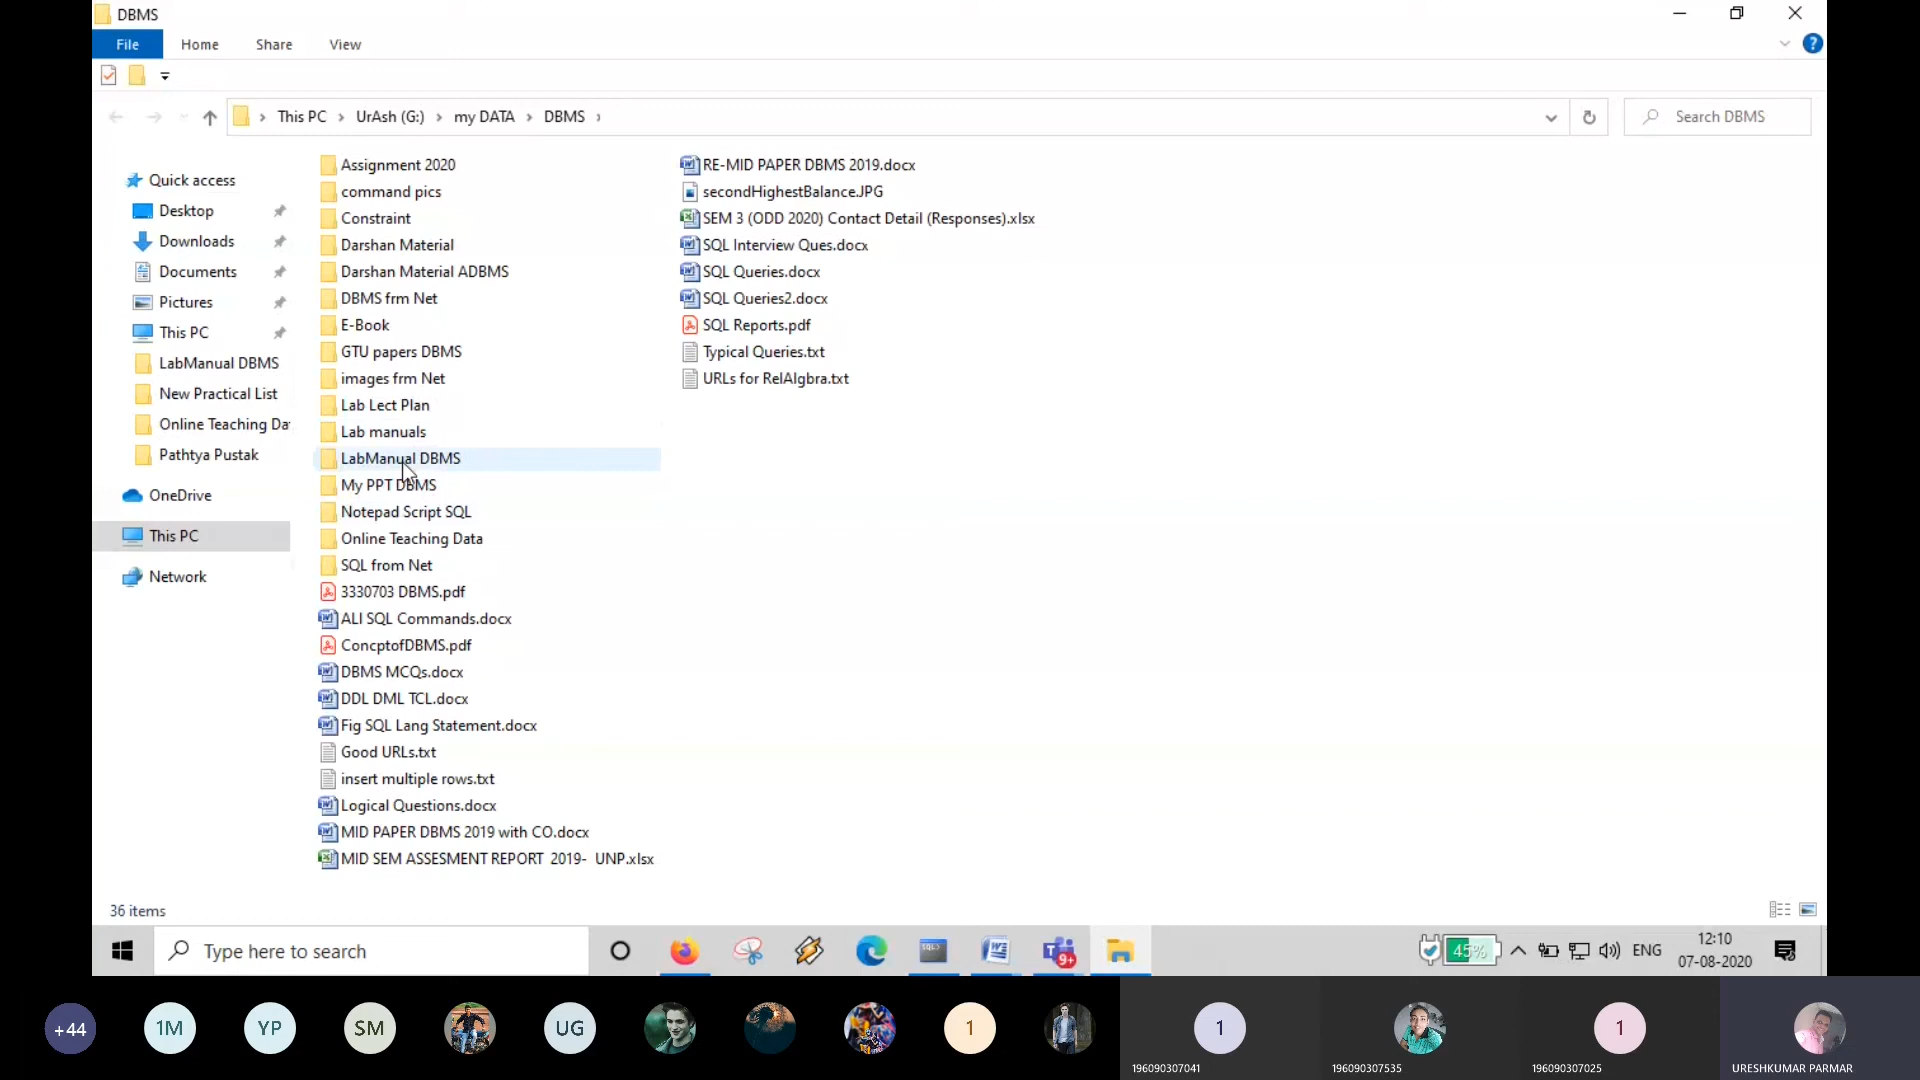 DBMS
File Home Share View
This PC UrAsh (G:) my DATA DBMS
Search DBMS
Quick access
Desktop
Downloads
Documents
Pictures
This PC
LabManual DBMS
New Practical List
Online Teaching Da
Pathtya Pustak
OneDrive
This PC
Network
Assignment 2020
command pics
Constraint
Darshan Material
Darshan Material ADBMS
DBMS frm Net
E-Book
GTU papers DBMS
images frm Net
Lab Lect Plan
Lab manuals
LabManual DBMS
My PPT DBMS
Notepad Script SQL
Online Teaching Data
SQL from Net
3330703 DBMS.pdf
ALI SQL Commands.docx
ConcptofDBMS.pdf
DBMS MCQs.docx
DDL DML TCL.docx
Fig SQL Lang Statement.docx
Good URLs.txt
insert multiple rows.txt
Logical Questions.docx
MID PAPER DBMS 2019 with CO.docx
MID SEM ASSESMENT REPORT 2019- UNP.xlsx
RE-MID PAPER DBMS 2019.docx
secondHighestBalance.JPG
SEM 3 (ODD 2020) Contact Detail (Responses).xlsx
SQL Interview Ques.docx
SQL Queries.docx
SQL Queries2.docx
SQL Reports.pdf
Typical Queries.txt
URLs for RelAlgbra.txt
36 items
Type here to search
9+
45%
ENG
12:10
07-08-2020
+44 1M YP SM UG 1 1 1
196090307041 196090307535 196090307025 URESHKUMAR PARMAR